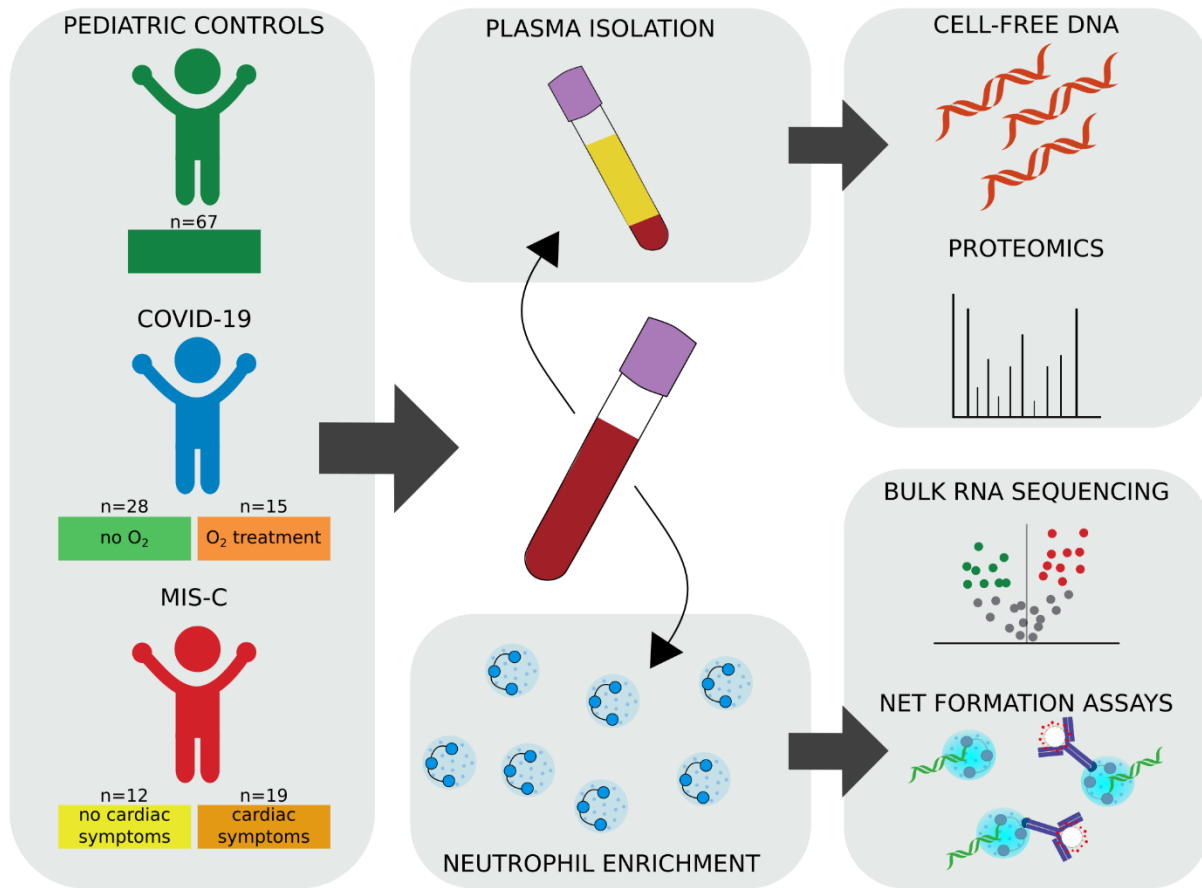 PEDIATRIC CONTROLS
n=67
COVID-19
n=28
n=15
no O₂
O₂ treatment
MIS-C
n=12
n=19
no cardiac
symptoms
cardiac
symptoms
PLASMA ISOLATION
NEUTROPHIL ENRICHMENT
CELL-FREE DNA
PROTEOMICS
BULK RNA SEQUENCING
NET FORMATION ASSAYS